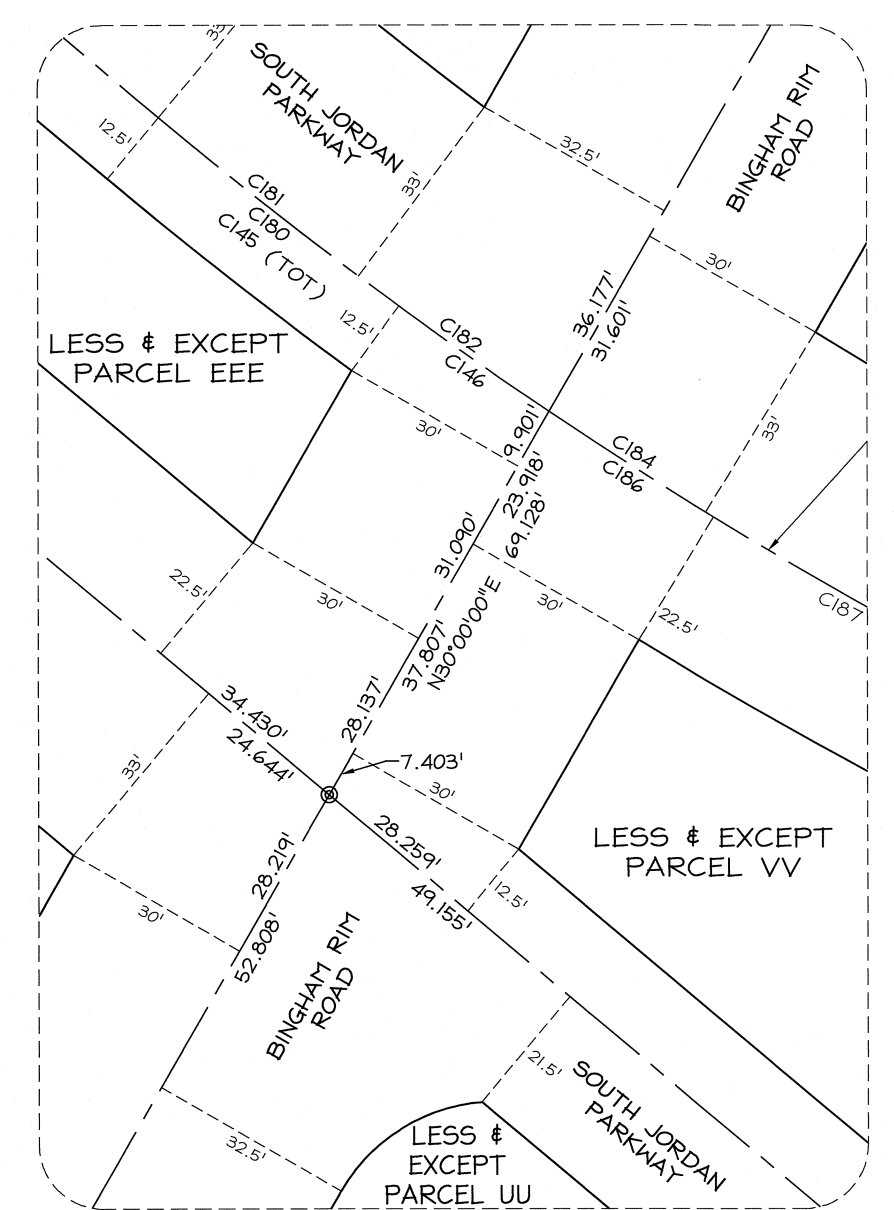 33'
SOUTH JORDAN
PARKWAY
12.5'
33'
32.5'
BINGHAM RIM
ROAD
C181
C180
C145 (TOT)
30'
36.177'
31.601'
12.5'
C182
C146
LESS & EXCEPT
PARCEL EEE
30'
9.901'
23.918'
69.128'
C184
C186
33'
31.090'
22.5'
30'
30'
22.5'
C187
37.807'
N30°00'00"E
28.137'
34.430'
24.644'
7.403'
33'
30'
28.259'
49.155'
LESS & EXCEPT
PARCEL VV
28.219'
52.808'
12.5'
30'
BINGHAM RIM
ROAD
21.5'
SOUTH JORDAN
PARKWAY
32.5'
LESS &
EXCEPT
PARCEL UU